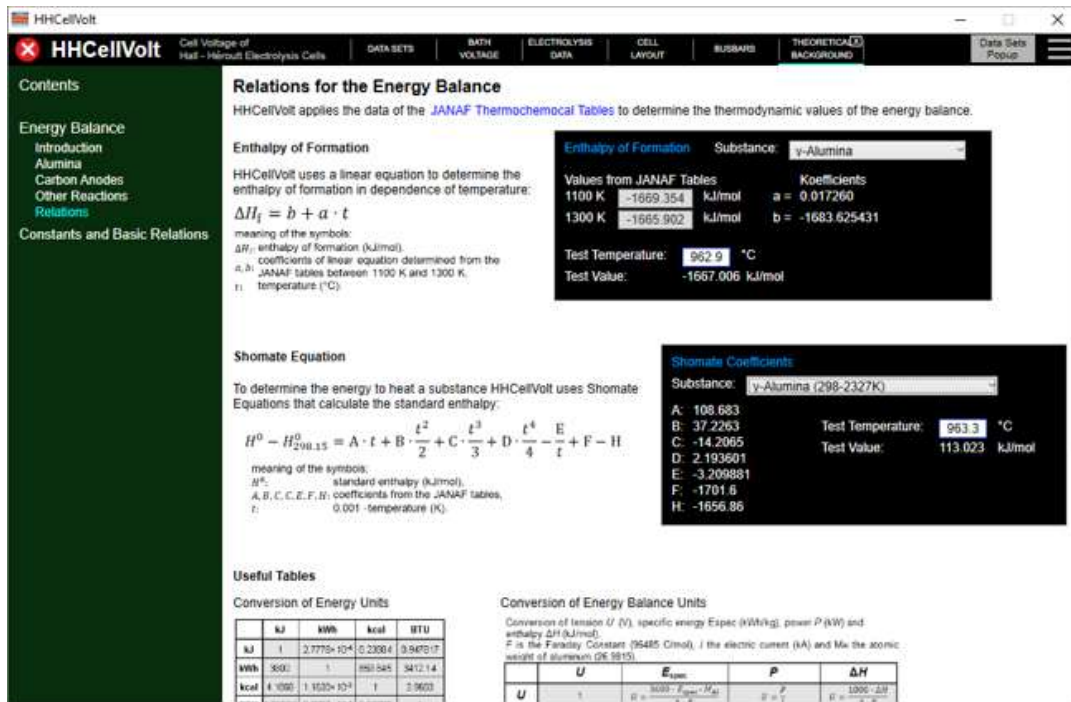 HHCellVolt
HHCellVolt
Cell Voltage of
Hall - Héroult Electrolysis Cells
DATA SETS
BATH
VOLTAGE
ELECTROLYSIS
DATA
CELL
LAYOUT
BUSBARS
THEORETICAL
BACKGROUND
Data Sets
Popup
Contents
Energy Balance
Introduction
Alumina
Carbon Anodes
Other Reactions
Relations
Constants and Basic Relations
Relations for the Energy Balance
HHCellVolt applies the data of the JANAF Thermochemocal Tables to determine the thermodynamic values of the energy balance.
Enthalpy of Formation
HHCellVolt uses a linear equation to determine the
enthalpy of formation in dependence of temperature:
ΔH_f = b + a · t
meaning of the symbols:
ΔH_f: enthalpy of formation (kJ/mol).
a, b: coefficients of linear equation determined from the
JANAF tables between 1100 K and 1300 K.
t: temperature (°C).
Enthalpy of Formation Substance: γ-Alumina
Values from JANAF Tables Koefficients
1100 K -1669.354 kJ/mol a = 0.017260
1300 K -1665.902 kJ/mol b = -1683.625431
Test Temperature: 962.9 °C
Test Value: -1667.006 kJ/mol
Shomate Equation
To determine the energy to heat a substance HHCellVolt uses Shomate
Equations that calculate the standard enthalpy:
H⁰ − H⁰₂₉₈.₁₅ = A · t + B · t²/2 + C · t³/3 + D · t⁴/4 − E/t + F − H
meaning of the symbols:
H⁰: standard enthalpy (kJ/mol),
A, B, C, C, E, F, H: coefficients from the JANAF tables,
t: 0.001 ·temperature (K).
Shomate Coefficients
Substance: γ-Alumina (298-2327K)
A: 108.683
B: 37.2263
C: -14.2065
D: 2.193601
E: -3.209881
F: -1701.6
H: -1656.86
Test Temperature: 963.3 °C
Test Value: 113.023 kJ/mol
Useful Tables
Conversion of Energy Units
kJ kWh kcal BTU
kJ 1
kWh 3600 1 3412.14
kcal 1
Conversion of Energy Balance Units
Conversion of tension U (V), specific energy Espec (kWh/kg), power P (kW) and
enthalpy ΔH (kJ/mol).
F is the Faraday Constant (96485 C/mol), I the electric current (kA) and M the atomic
weight of aluminum (26.9815).
U E_spec P ΔH
U 1